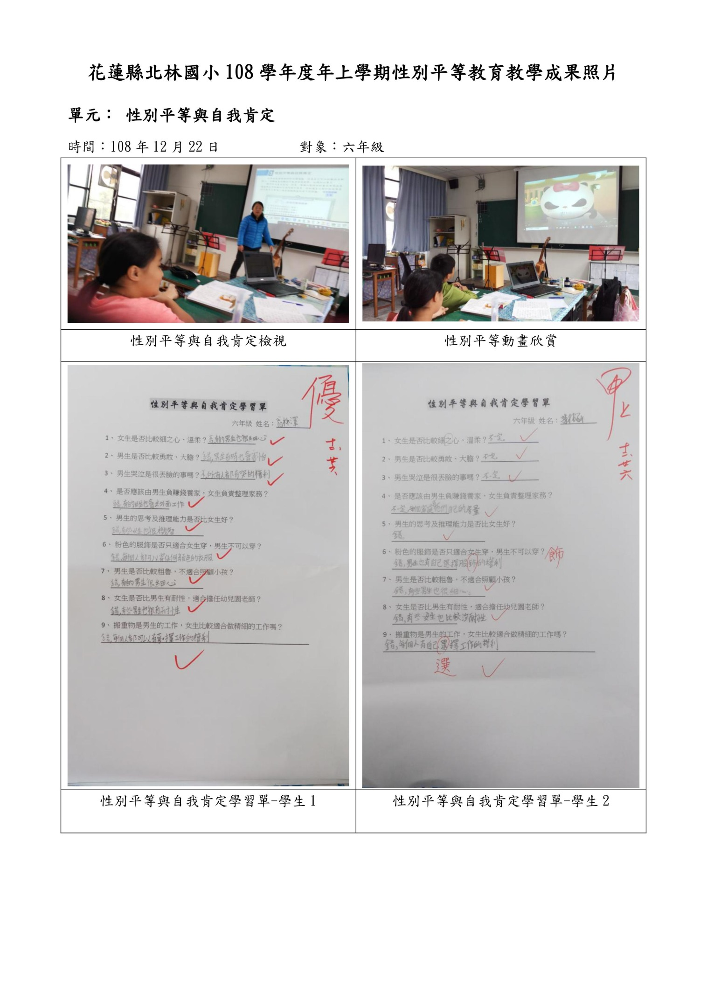 花蓮縣北林國小 108 學年度年上學期性別平等教育教學成果照片
單元： 性別平等與自我肯定
時間：108 年 12 月 22 日 對象：六年級
性別平等與自我肯定檢視
性別平等動畫欣賞
優
性別平等與自我肯定學習單
六年級 姓名：
1、 女生是否比較細之心、溫柔？否,有的男生也很細心
2、 男生是否比較勇敢、大膽？錯,男生有時也會害怕
3、 男生哭泣是很丟臉的事嗎？不,所有人都有哭的權利
4、 是否應該由男生負賺錢養家，女生負責整理家務？
錯,有的女生也會去外面工作
5、 男生的思考及推理能力是否比女生好？
錯,有些女生也很機智
6、 粉色的服飾是否只適合女生穿，男生不可以穿？
錯,每個人都可以穿任何顏色的衣服
7、 男生是否比較粗魯，不適合照顧小孩？
錯,有的男生很細心
8、 女生是否比男生有耐性，適合擔任幼兒園老師？
錯,有些男生也很有耐性
9、 搬重物是男生的工作，女生比較適合做精細的工作嗎？
錯,每個人都可以有選擇工作的權利
甲上
性別平等與自我肯定學習單
六年級 姓名：
1、 女生是否比較細之心、溫柔？不一定。
2、 男生是否比較勇敢、大膽？不一定。
3、 男生哭泣是很丟臉的事嗎？不一定。
4、 是否應該由男生負賺錢養家，女生負責整理家務？
不一定,每個家庭有他們自己的考量
5、 男生的思考及推理能力是否比女生好？
錯。
6、 粉色的服飾是否只適合女生穿，男生不可以穿？ 飾
錯,男生也有自己選擇服飾的權利
7、 男生是否比較粗魯，不適合照顧小孩？
錯,有些男生也很細心。
8、 女生是否比男生有耐性，適合擔任幼兒園老師？
錯,有些女生也比較沒耐性
9、 搬重物是男生的工作，女生比較適合做精細的工作嗎？
錯,每個人有自己選擇工作的權利
選
性別平等與自我肯定學習單-學生 1
性別平等與自我肯定學習單-學生 2